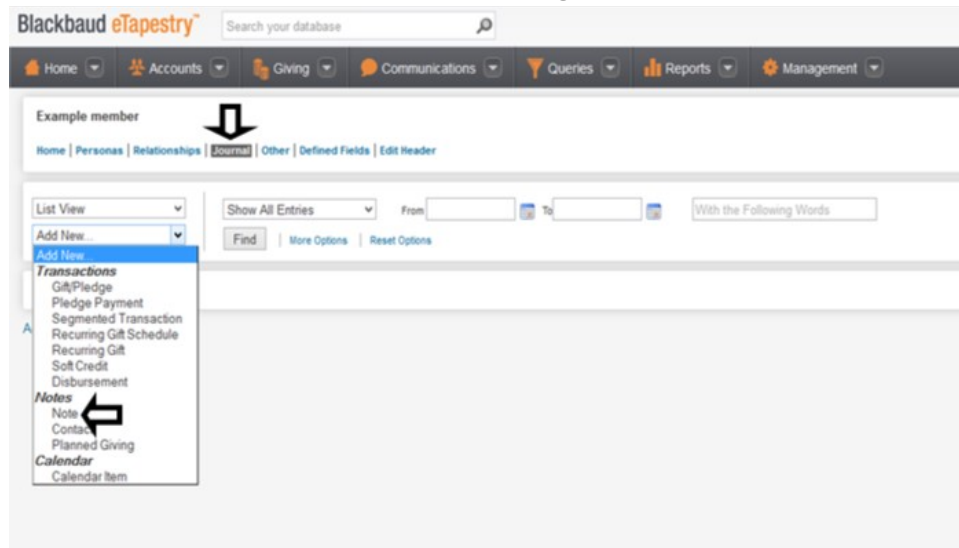 Blackbaud eTapestry™ Search your database
Home Accounts Giving Communications Queries Reports Management
Example member
Home | Personas | Relationships | Journal | Other | Defined Fields | Edit Header
List View Show All Entries From To With the Following Words
Add New... Find | More Options | Reset Options
Add New...
Transactions
Gift/Pledge
Pledge Payment
Segmented Transaction
A Recurring Gift Schedule
Recurring Gift
Soft Credit
Disbursement
Notes
Note
Contact
Planned Giving
Calendar
Calendar Item